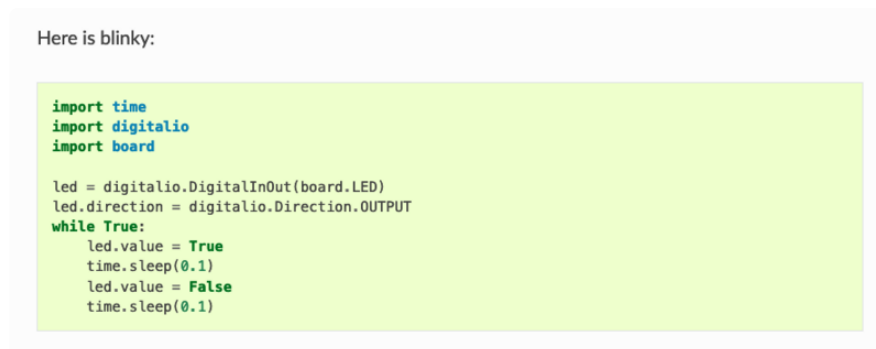 Here is blinky:
import time
import digitalio
import board
led = digitalio.DigitalInOut(board.LED)
led.direction = digitalio.Direction.OUTPUT
while True:
    led.value = True
    time.sleep(0.1)
    led.value = False
    time.sleep(0.1)